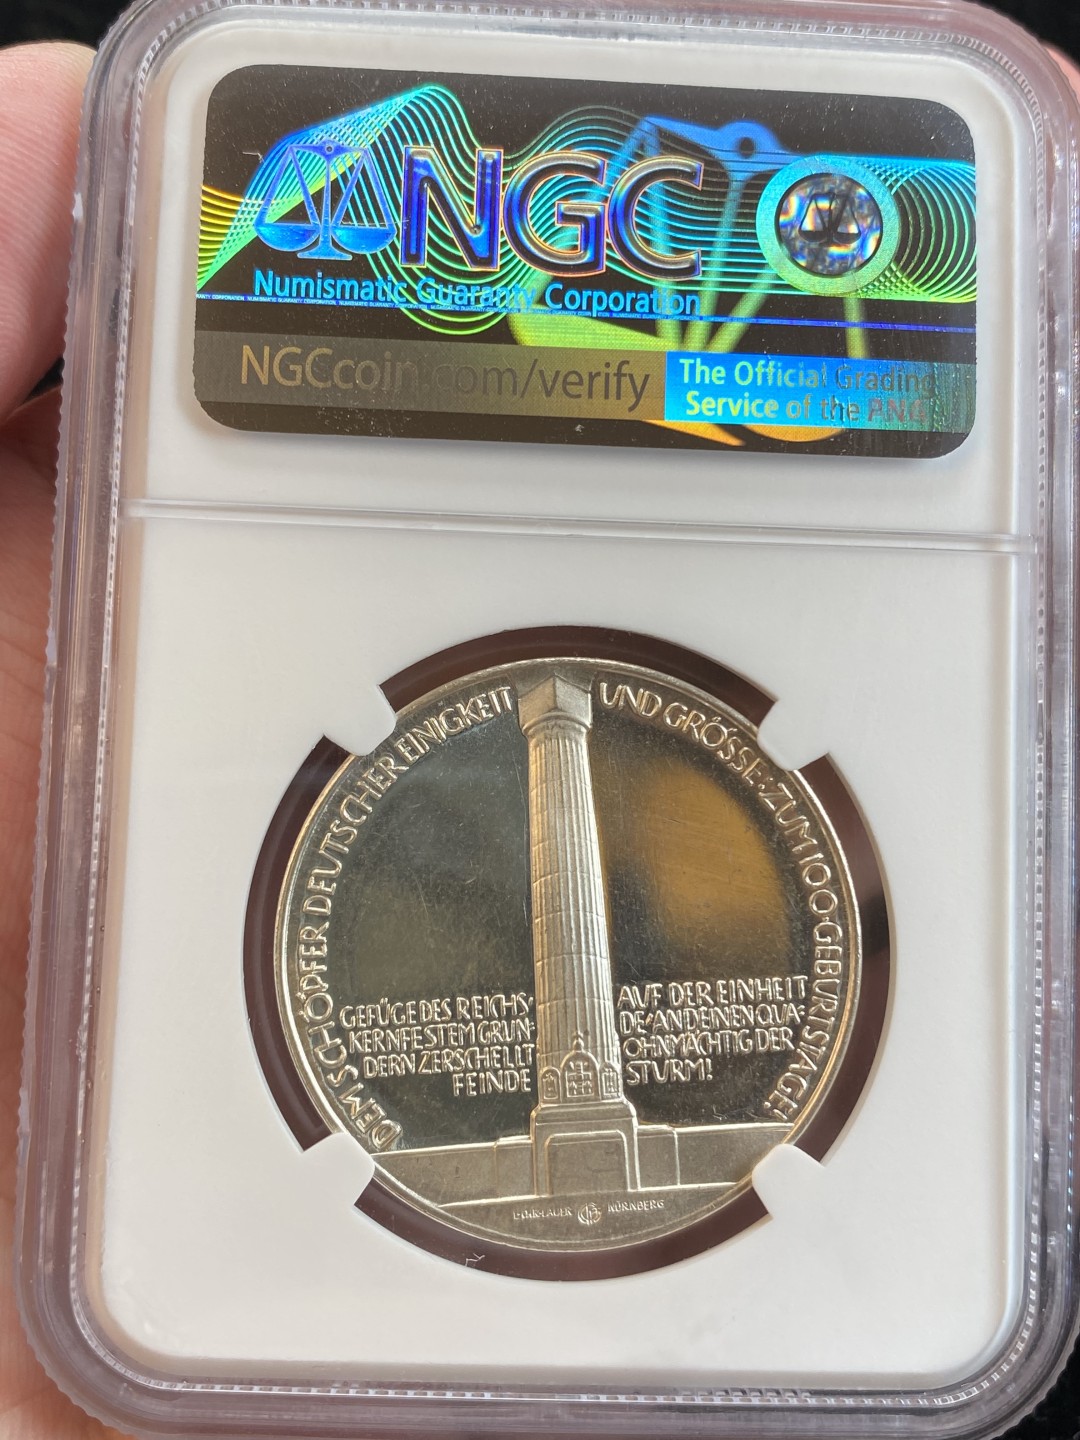 NGC
Numismatic Guaranty Corporation
NGCcoin.com/verify
The Official Grading
Service of the PNG
DEM SCHÖPFER DEUTSCHER EINIGKEIT UND GRÖSSE: ZUM 100·GEBURTSTAGE!
GEFÜGE DES REICHS, AUF DER EINHEIT
KERNFESTEM GRUN= DE·AN DEINEN QUA=
DERN ZERSCHELLT OHNMÄCHTIG DER
FEINDE STURM!
L·CHR·LAUER NÜRNBERG